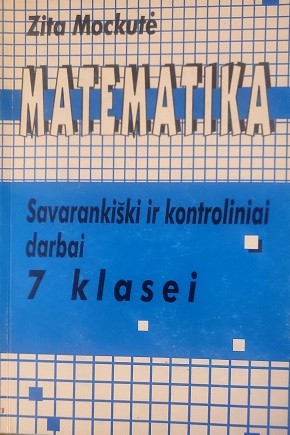 Zita Mockutė
MATEMATIKA
Savarankiški ir kontroliniai
darbai
7 klasei